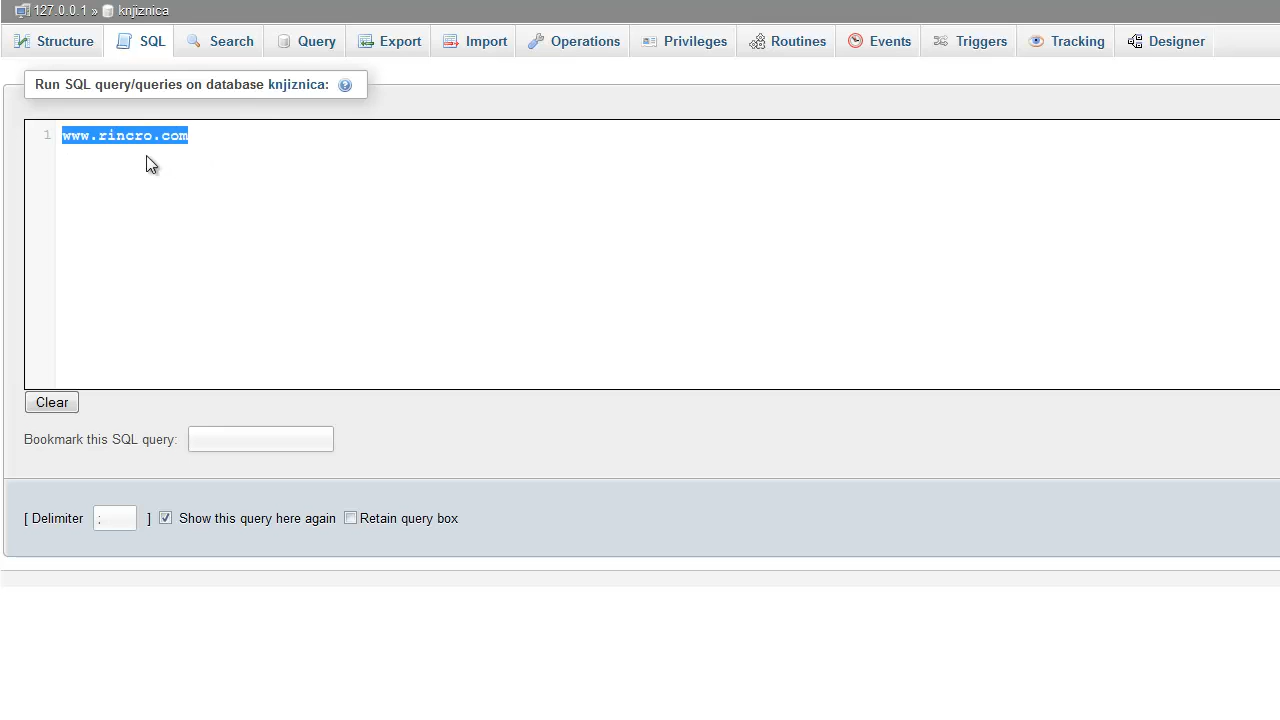 127.0.0.1 » knjiznica
Structure SQL Search Query Export Import Operations Privileges Routines Events Triggers Tracking Designer
Run SQL query/queries on database knjiznica:
1 www.rincro.com
Clear
Bookmark this SQL query:
[ Delimiter ; ] Show this query here again Retain query box